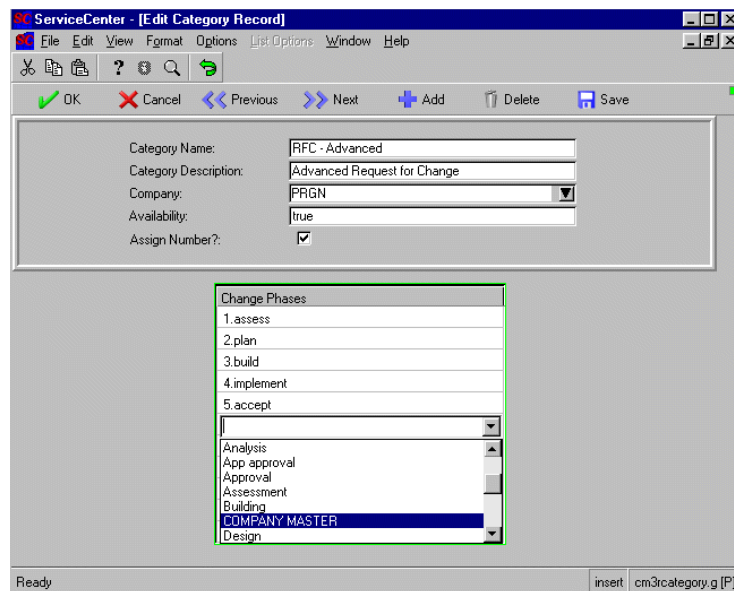 SC ServiceCenter - [Edit Category Record]
SC File Edit View Format Options List Options Window Help
?
OK Cancel Previous Next Add Delete Save
Category Name: RFC - Advanced
Category Description: Advanced Request for Change
Company: PRGN
Availability: true
Assign Number?:
Change Phases
1.assess
2.plan
3.build
4.implement
5.accept
Analysis
App approval
Approval
Assessment
Building
COMPANY MASTER
Design
Ready insert cm3rcategory.g [P]